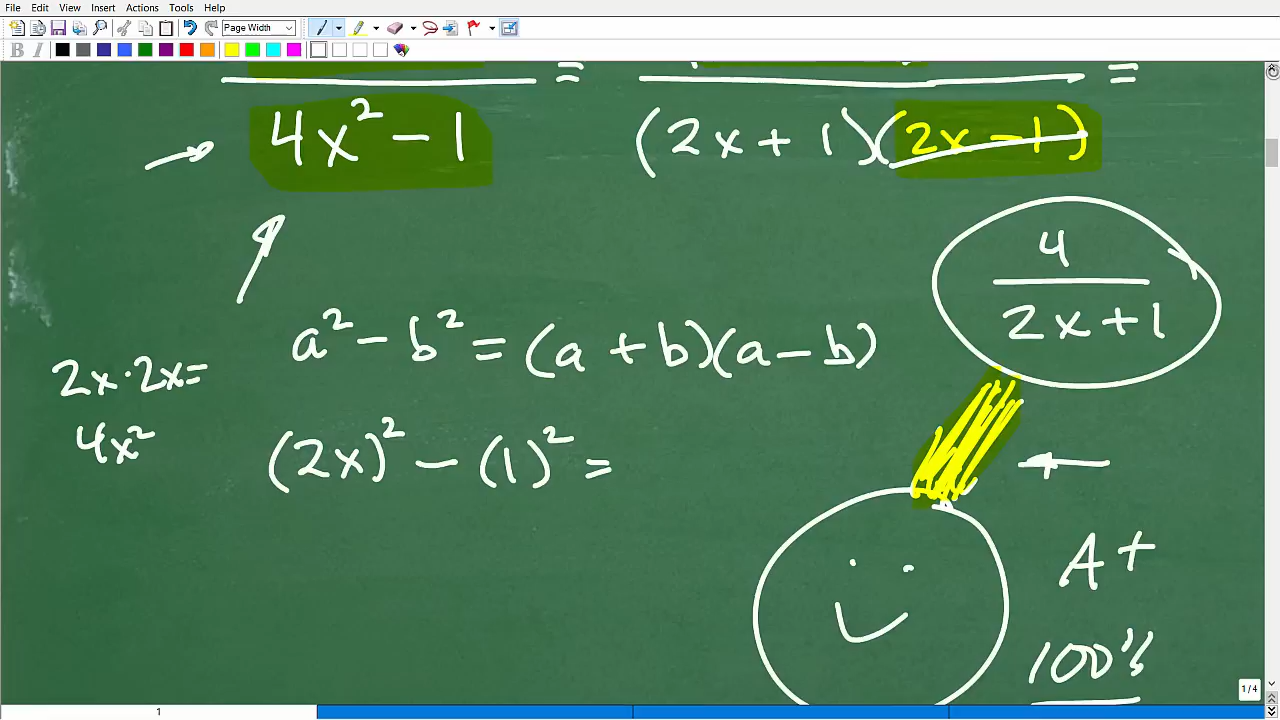 File Edit View Insert Actions Tools Help
Page Width
B I
=
=
4x² - 1
(2x + 1)(2x - 1)
4
2x + 1
a² - b² = (a + b)(a - b)
2x · 2x =
4x²
(2x)² - (1)² =
A+
100%
1/4
1